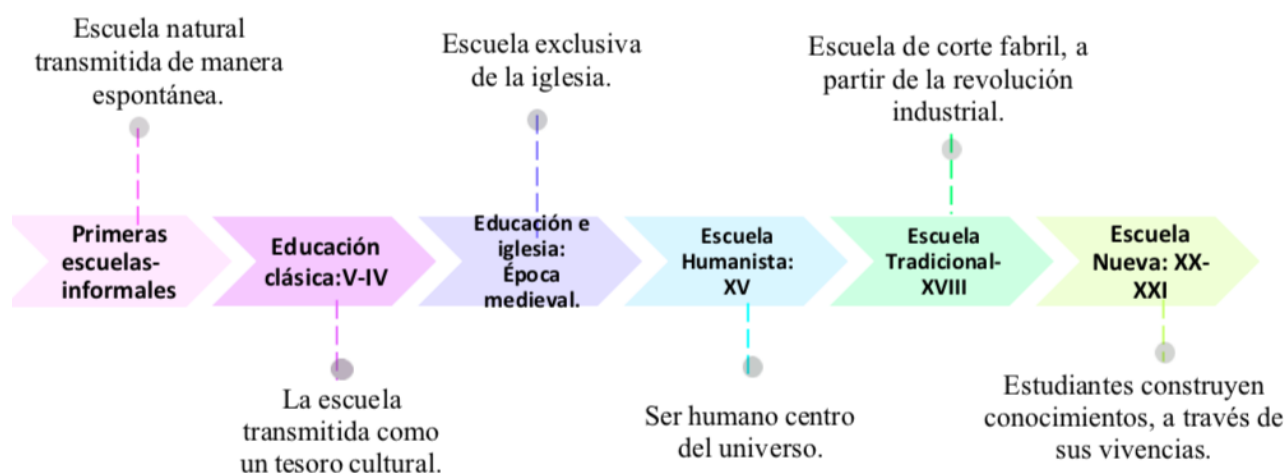 Escuela natural
transmitida de manera
espontánea.
Escuela exclusiva
de la iglesia.
Escuela de corte fabril, a
partir de la revolución
industrial.
Primeras
escuelas-
informales
Educación
clásica:V-IV
Educación e
iglesia:
Época
medieval.
Escuela
Humanista:
XV
Escuela
Tradicional-
XVIII
Escuela
Nueva: XX-
XXI
La escuela
transmitida como
un tesoro cultural.
Ser humano centro
del universo.
Estudiantes construyen
conocimientos, a través de
sus vivencias.